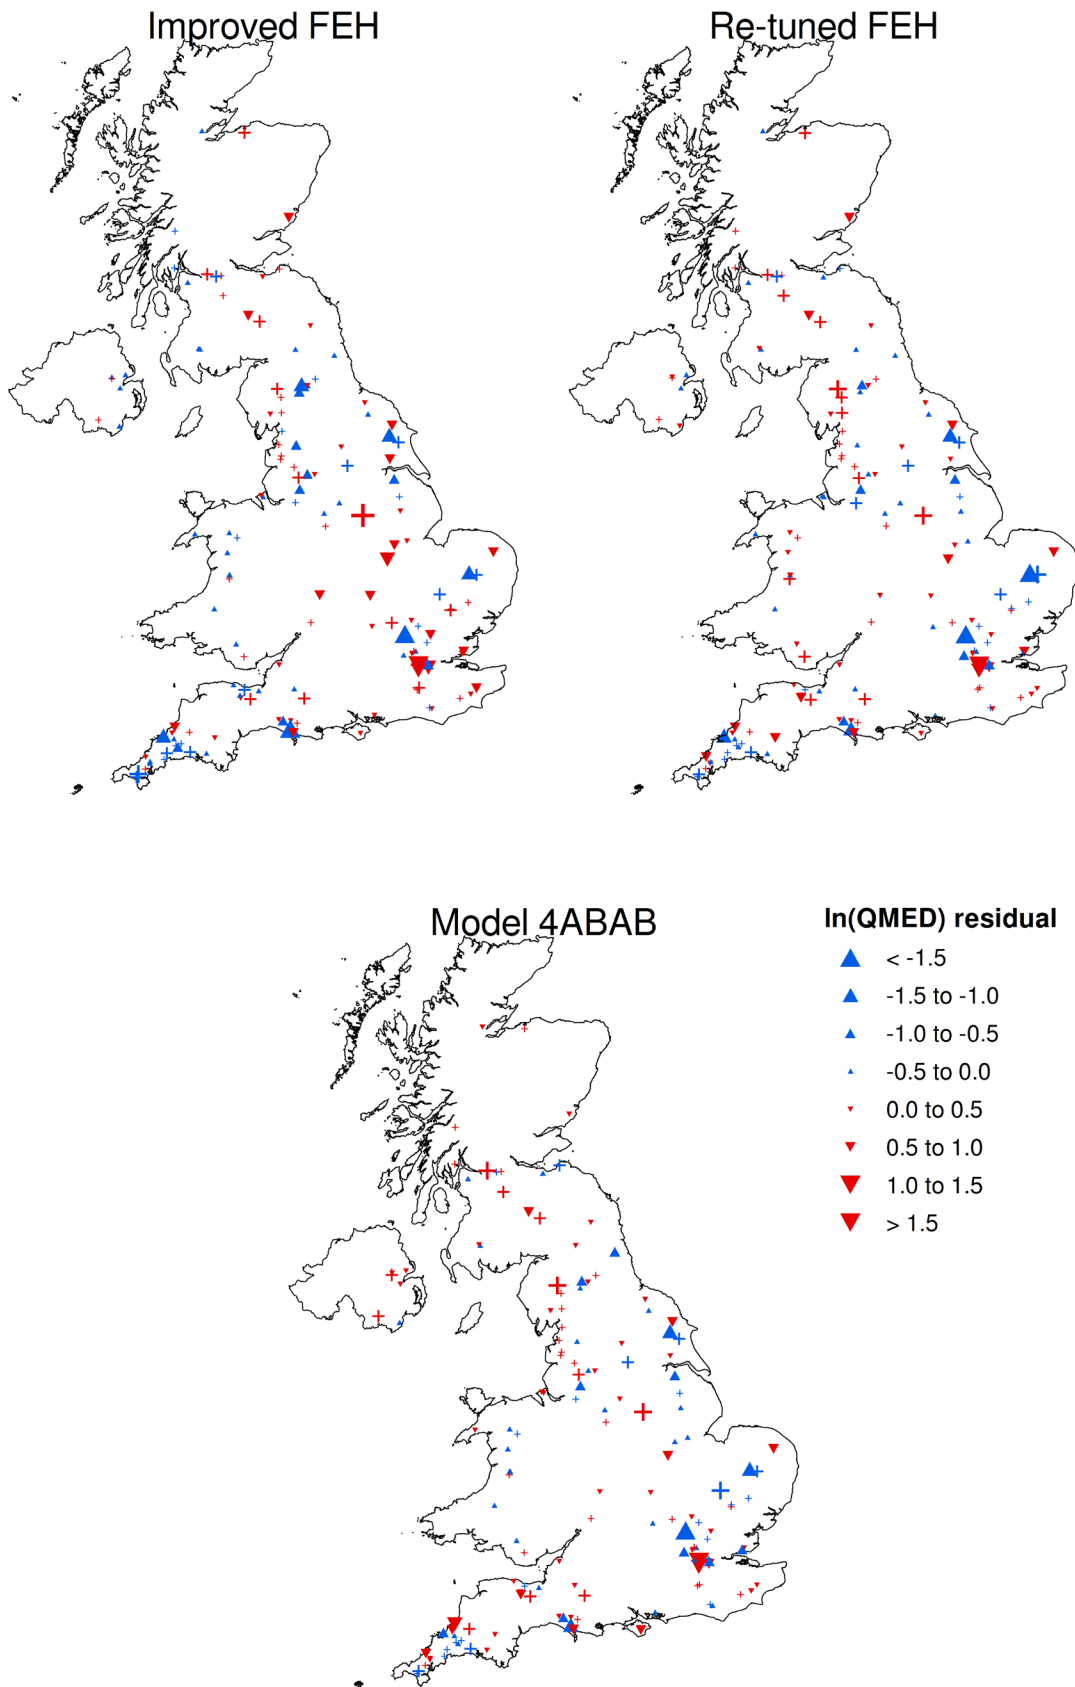 Improved FEH
Re-tuned FEH
Model 4ABAB
ln(QMED) residual
< -1.5
-1.5 to -1.0
-1.0 to -0.5
-0.5 to 0.0
0.0 to 0.5
0.5 to 1.0
1.0 to 1.5
> 1.5